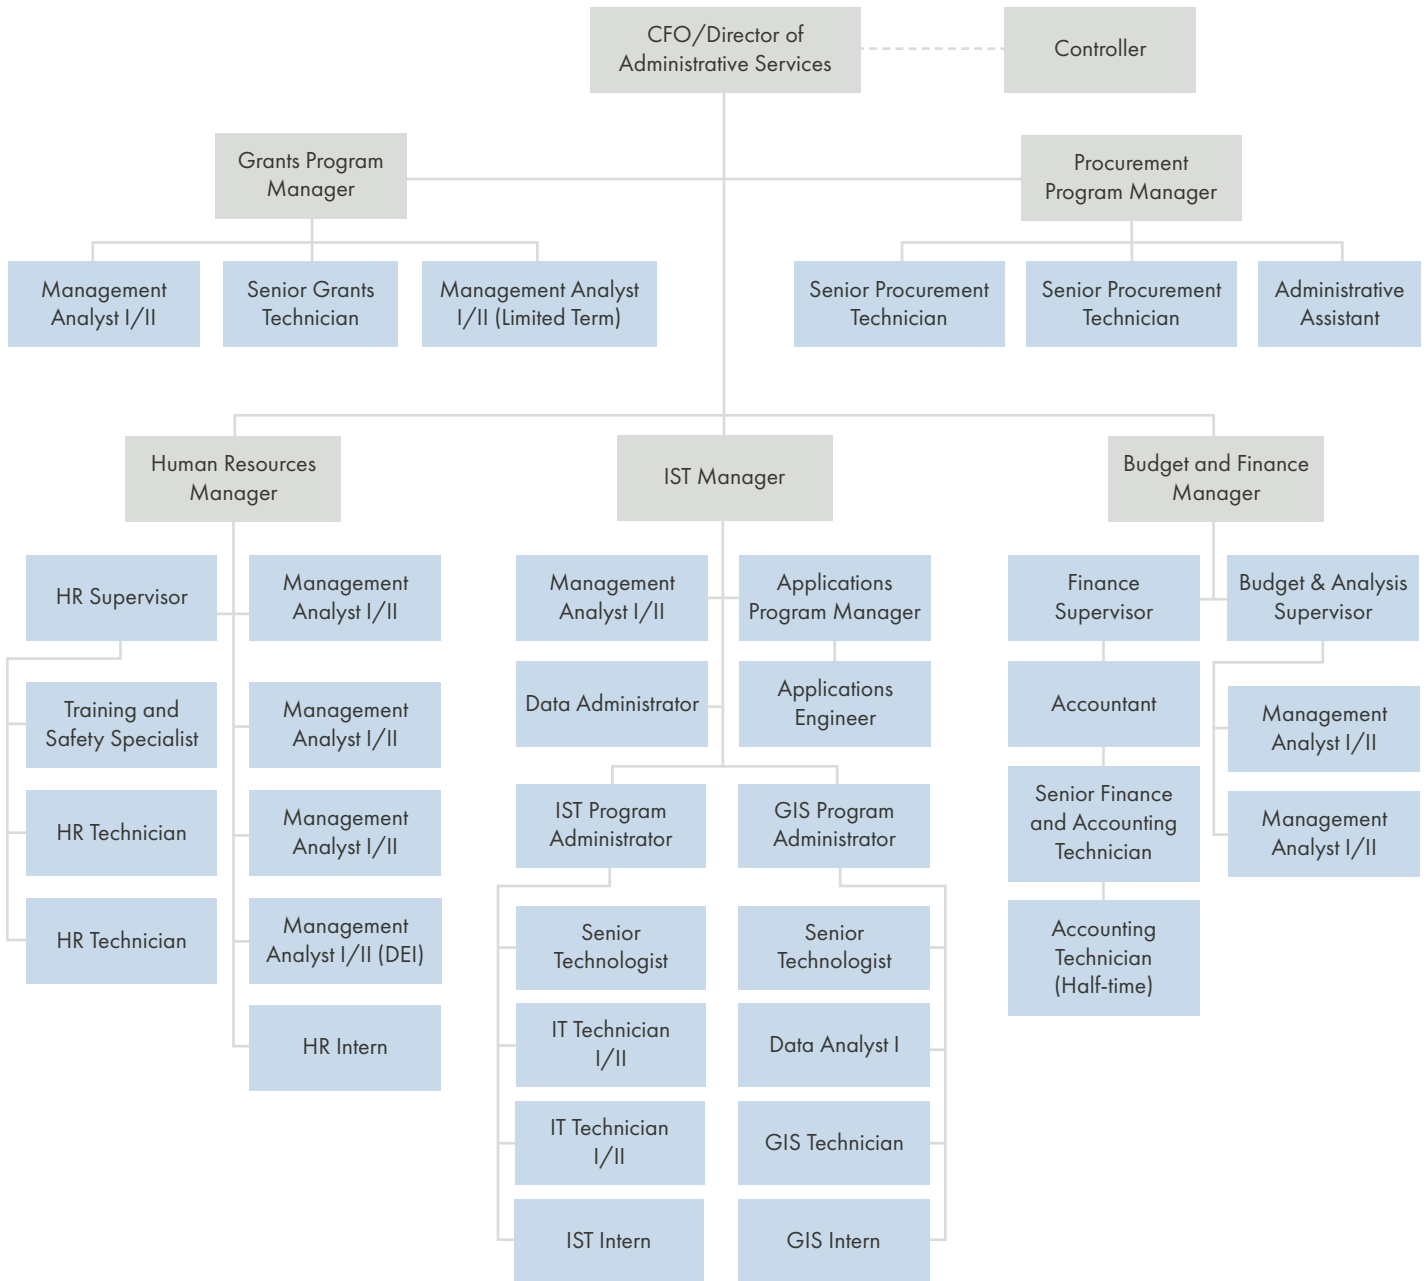 CFO/Director of
Administrative Services
Controller
Grants Program
Manager
Procurement
Program Manager
Management
Analyst I/II
Senior Grants
Technician
Management Analyst
I/II (Limited Term)
Senior Procurement
Technician
Senior Procurement
Technician
Administrative
Assistant
Human Resources
Manager
IST Manager
Budget and Finance
Manager
HR Supervisor
Management
Analyst I/II
Training and
Safety Specialist
Management
Analyst I/II
HR Technician
Management
Analyst I/II
HR Technician
Management
Analyst I/II (DEI)
HR Intern
Management
Analyst I/II
Applications
Program Manager
Data Administrator
Applications
Engineer
IST Program
Administrator
GIS Program
Administrator
Senior
Technologist
Senior
Technologist
IT Technician
I/II
Data Analyst I
IT Technician
I/II
GIS Technician
IST Intern
GIS Intern
Finance
Supervisor
Budget & Analysis
Supervisor
Accountant
Management
Analyst I/II
Senior Finance
and Accounting
Technician
Management
Analyst I/II
Accounting
Technician
(Half-time)